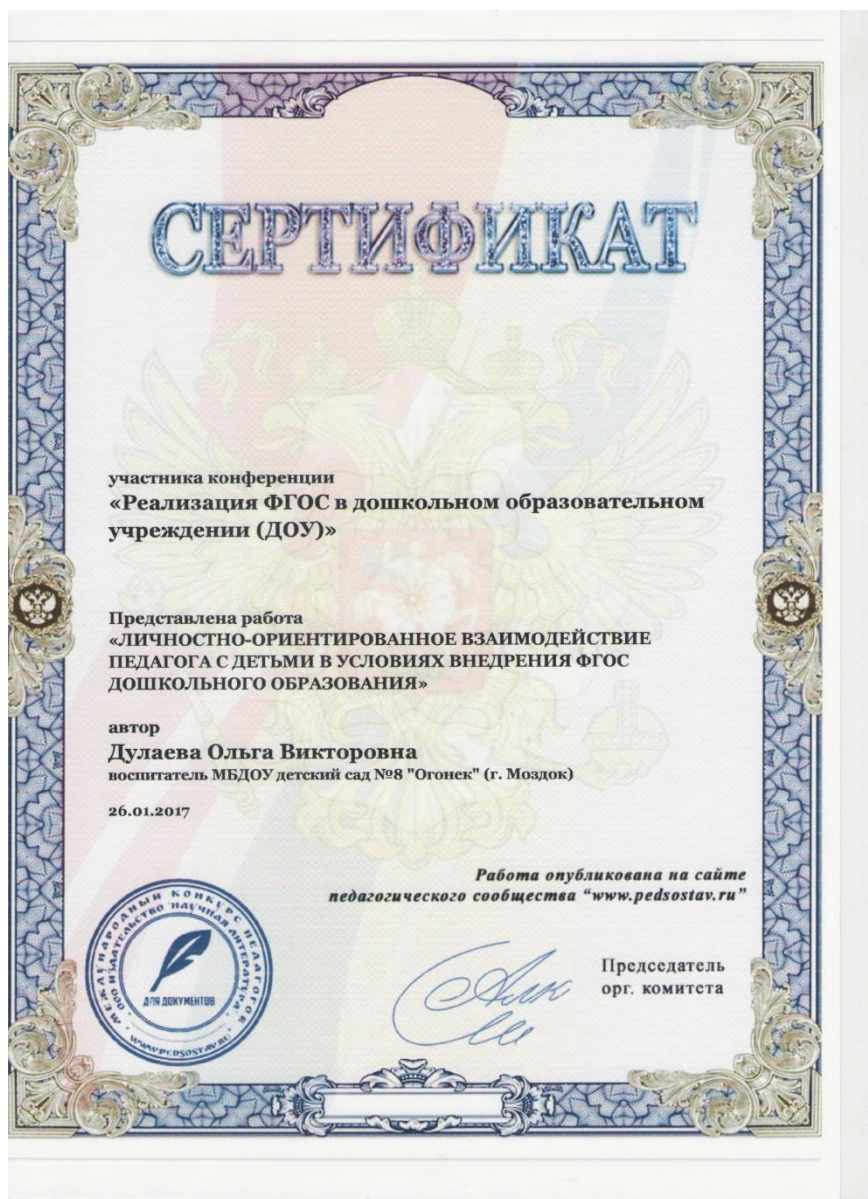 СЕРТИФИКАТ
участника конференции
«Реализация ФГОС в дошкольном образовательном
учреждении (ДОУ)»
Представлена работа
«ЛИЧНОСТНО-ОРИЕНТИРОВАННОЕ ВЗАИМОДЕЙСТВИЕ
ПЕДАГОГА С ДЕТЬМИ В УСЛОВИЯХ ВНЕДРЕНИЯ ФГОС
ДОШКОЛЬНОГО ОБРАЗОВАНИЯ»
автор
Дулаева Ольга Викторовна
воспитатель МБДОУ детский сад №8 "Огонек" (г. Моздок)
26.01.2017
Работа опубликована на сайте
педагогического сообщества “www.pedsostav.ru”
Председатель
орг. комитета
МЕЖДУНАРОДНЫЙ КОНКУРС ПЕДАГОГОВ
ООО ИЗДАТЕЛЬСТВО "НАУЧНАЯ ЛИТЕРАТУРА"
ДЛЯ ДОКУМЕНТОВ
WWW.PEDSOSTAV.RU